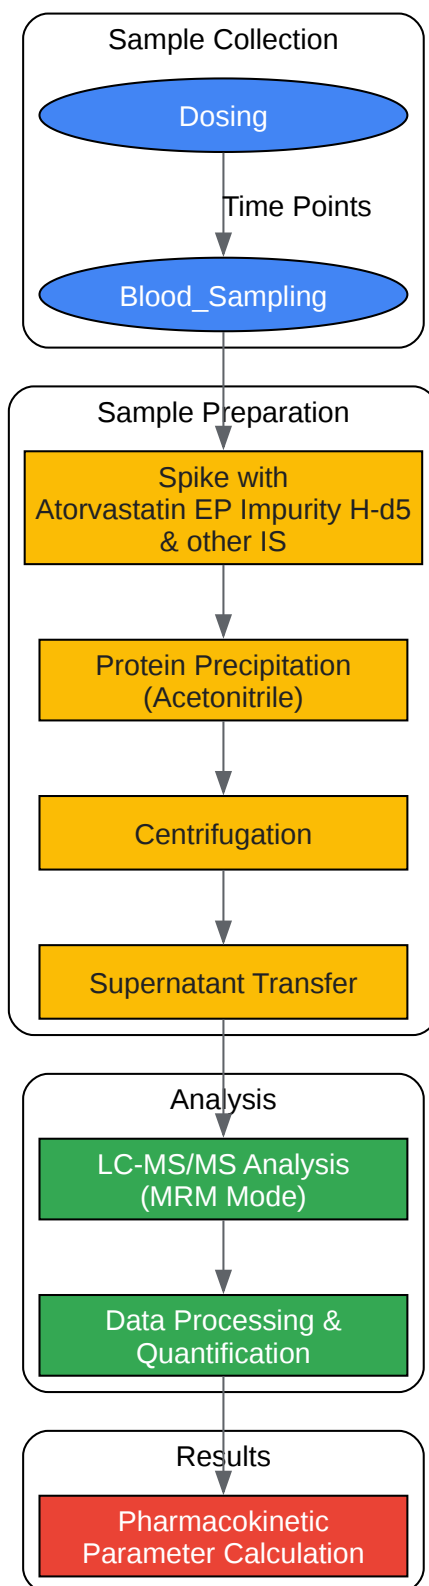 Sample Collection
Dosing
Time Points
Blood_Sampling
Sample Preparation
Spike with
Atorvastatin EP Impurity H-d5
& other IS
Protein Precipitation
(Acetonitrile)
Centrifugation
Supernatant Transfer
Analysis
LC-MS/MS Analysis
(MRM Mode)
Data Processing &
Quantification
Results
Pharmacokinetic
Parameter Calculation